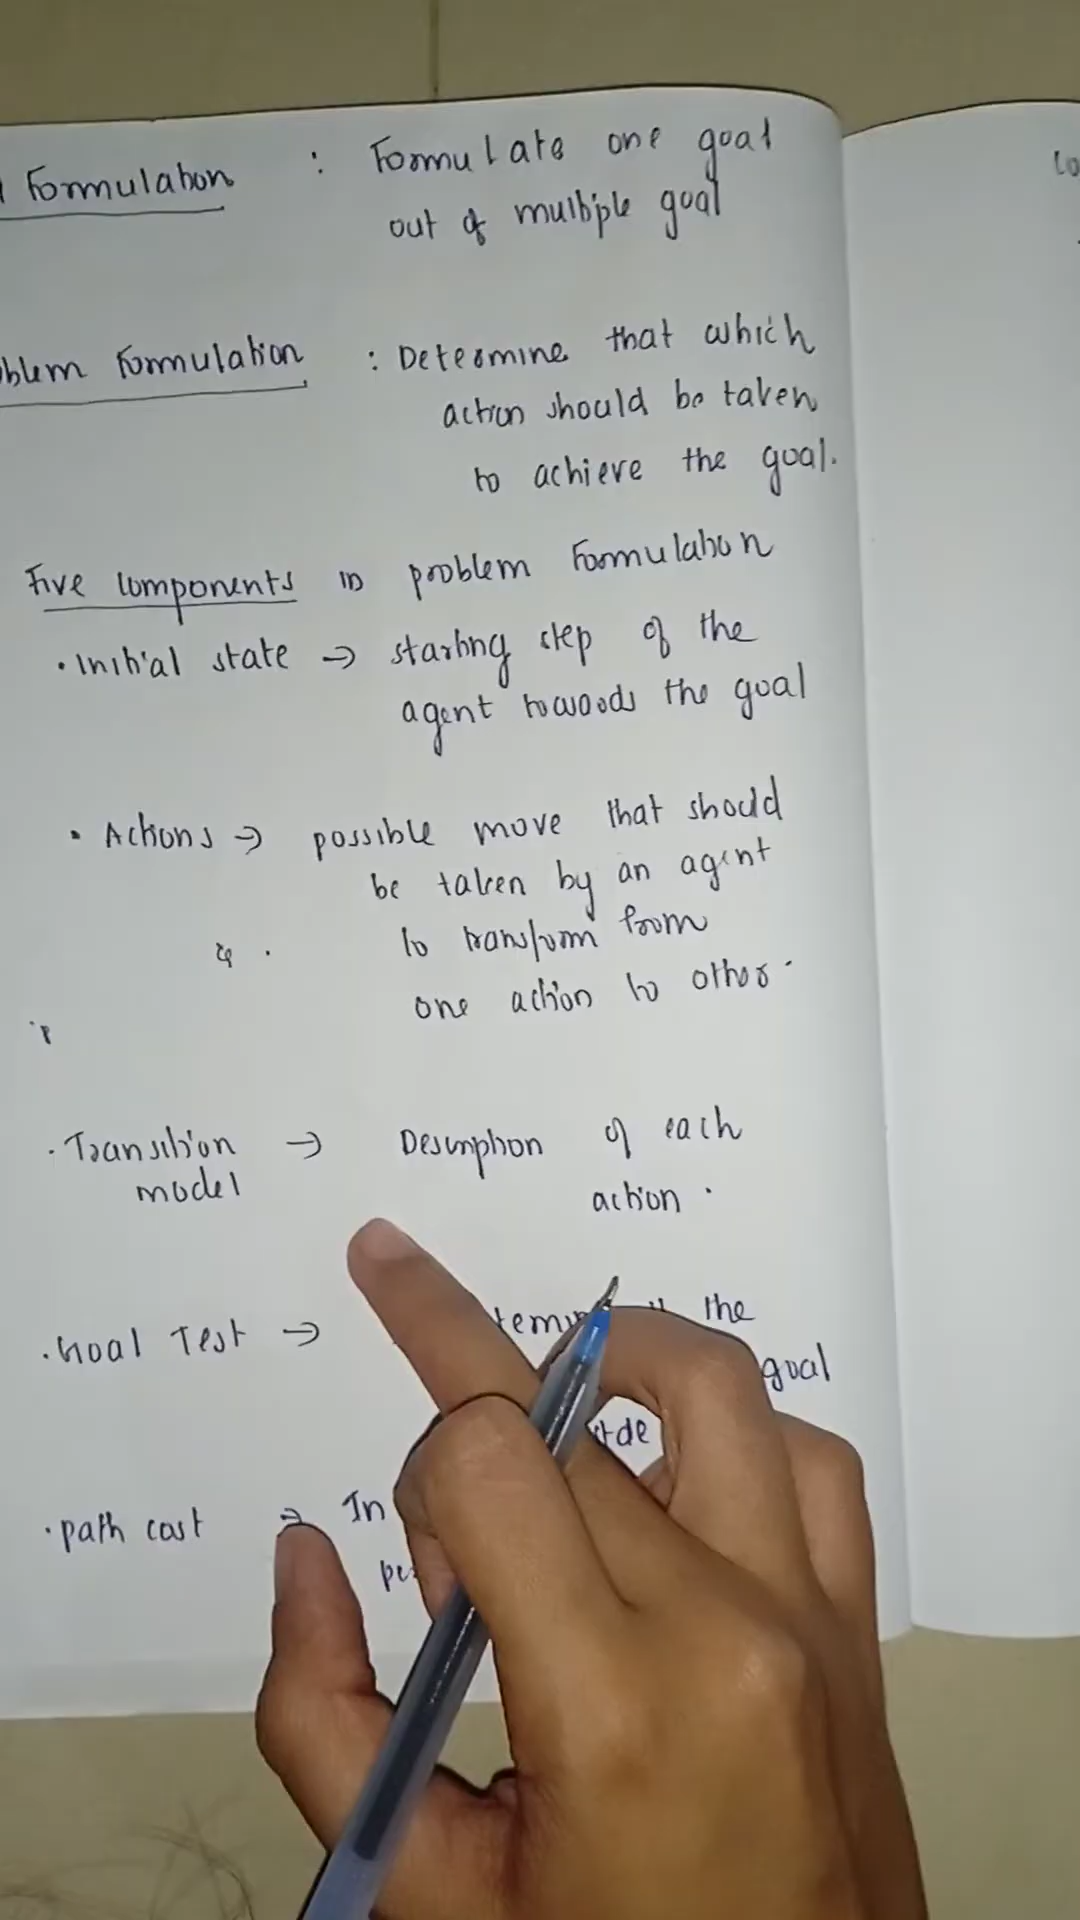 Formulation : Formulate one goal
out of multiple goal
Formulation : Determine that which
action should be taken
to achieve the goal.
Five components in problem Formulation
• Initial state → starting step of the
agent towards the goal
• Actions → possible move that should
be taken by an agent
to transform from
one action to other.
• Transition → Description of each
model action.
• Goal Test → the
goal
• path cost → In